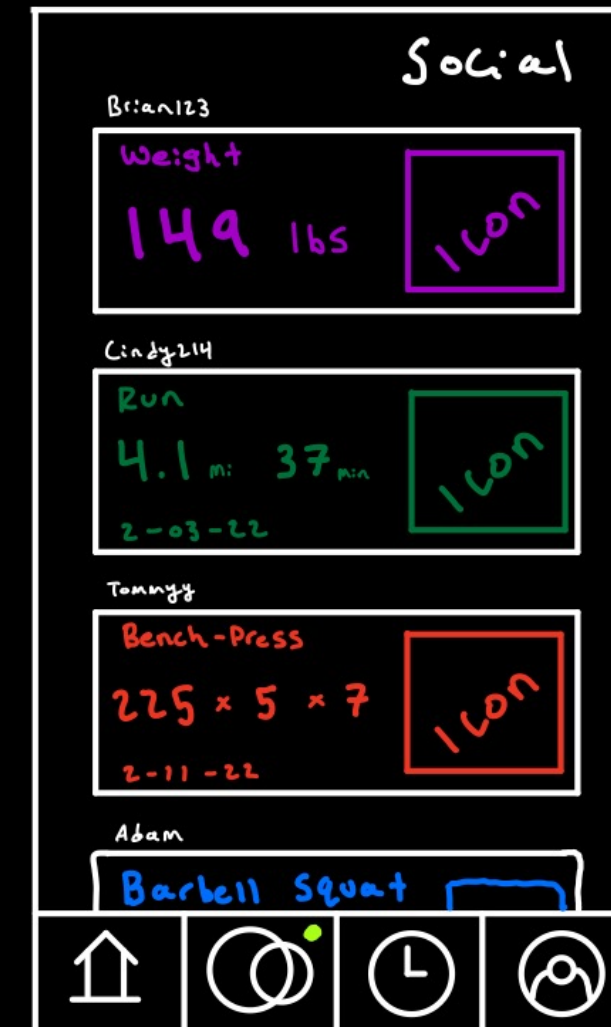 Social
Brian123
Weight
149 lbs
Icon
Cindy214
Run
4.1 mi 37 min
Icon
2-03-22
Tommyy
Bench-Press
225 × 5 × 7
Icon
2-11-22
Adam
Barbell Squat